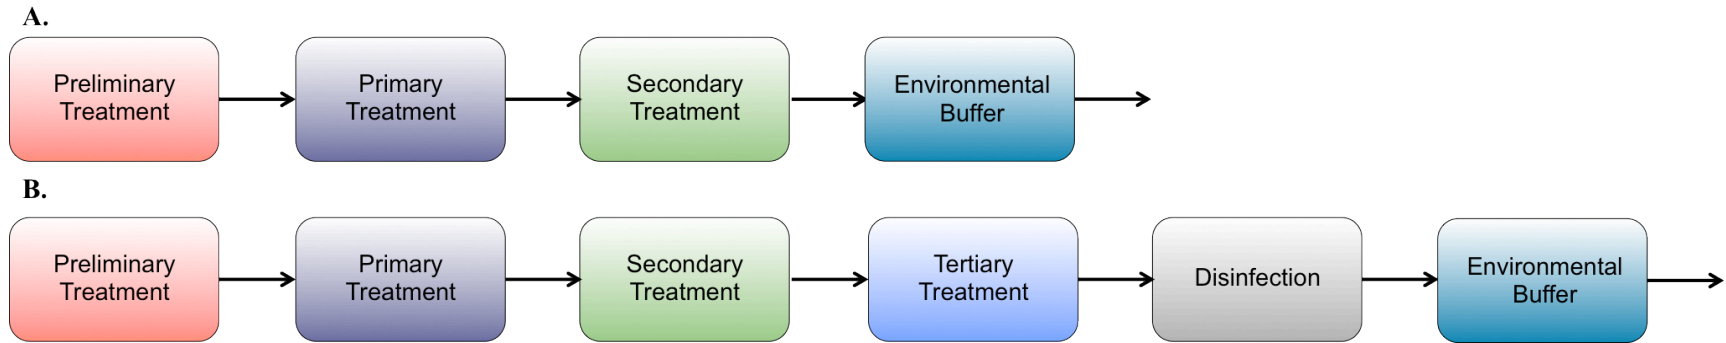 A.
Preliminary
Treatment
Primary
Treatment
Secondary
Treatment
Environmental
Buffer
B.
Preliminary
Treatment
Primary
Treatment
Secondary
Treatment
Tertiary
Treatment
Disinfection
Environmental
Buffer